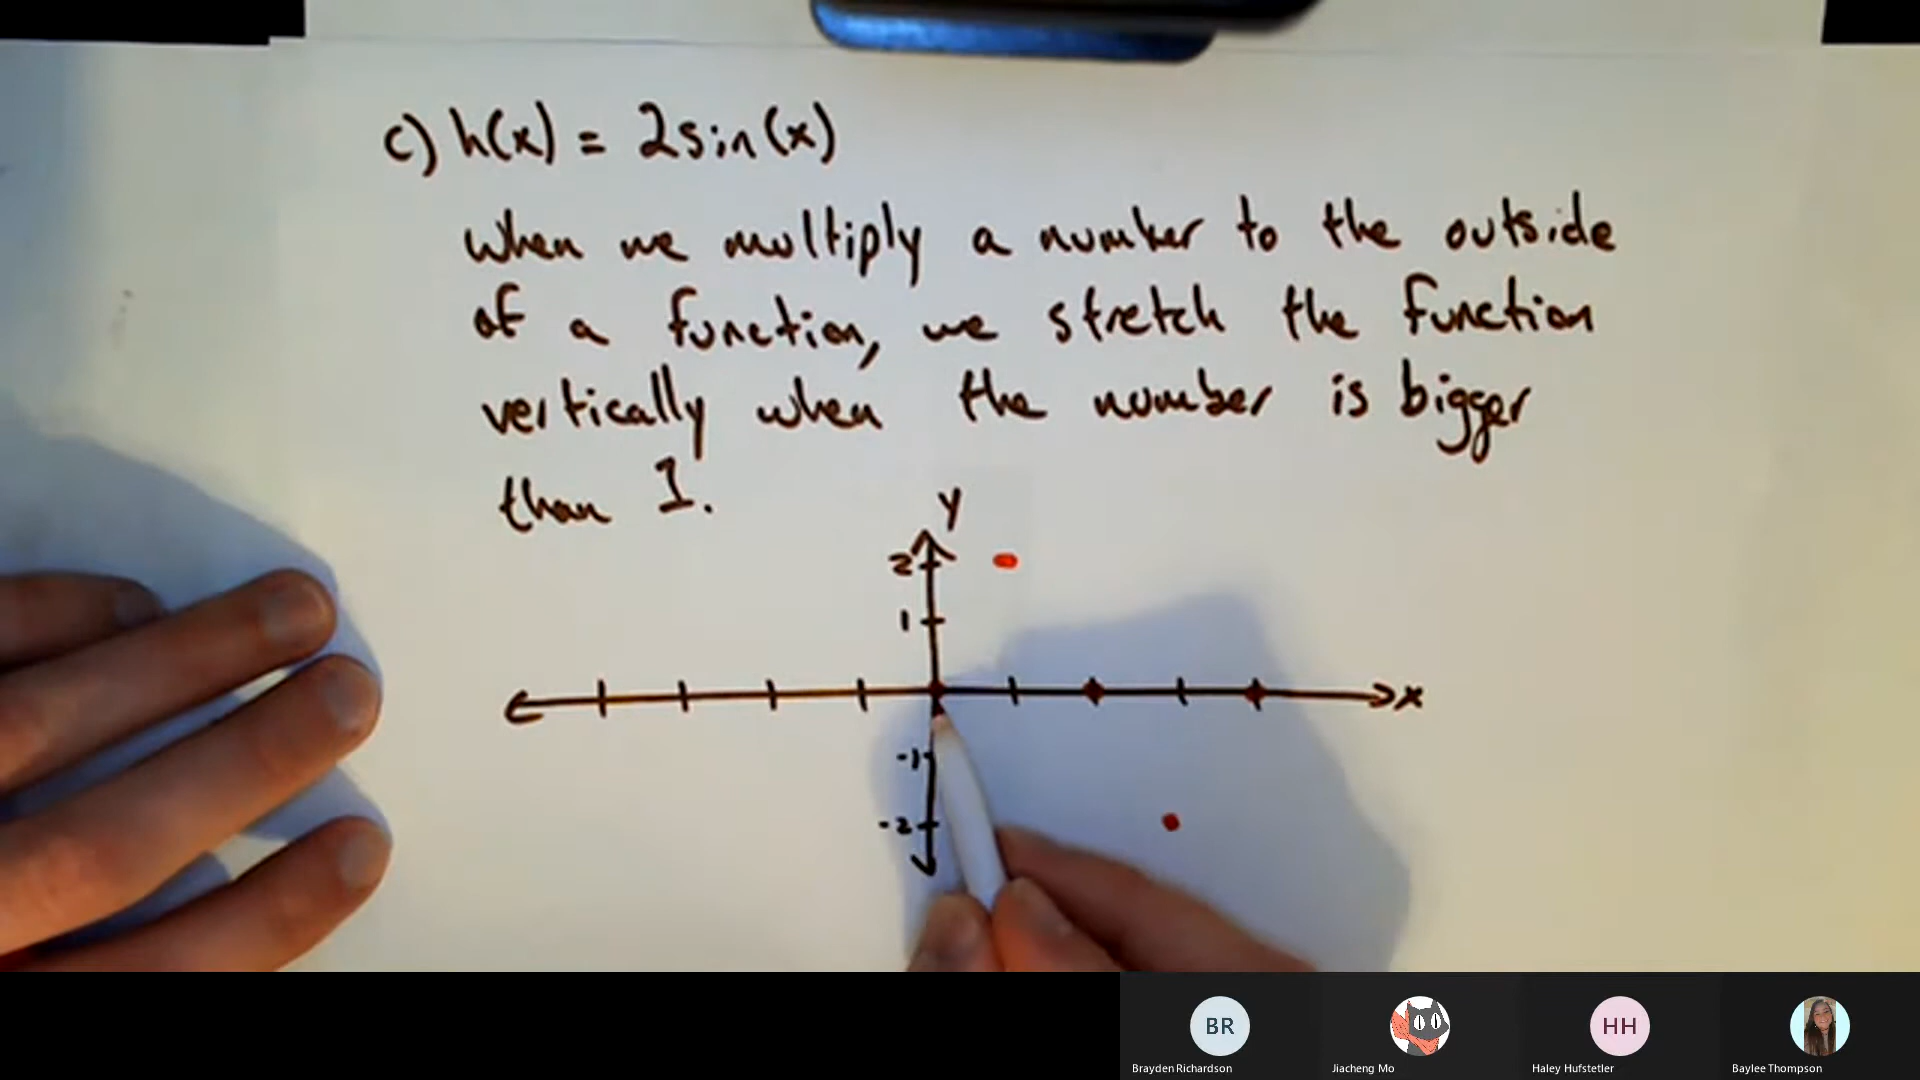 c) h(x) = 2sin(x)
when we multiply a number to the outside
of a function, we stretch the function
vertically when the number is bigger
than 1.
y
2
1
x
-1
-2
BR
HH
Brayden Richardson
Jiacheng Mo
Haley Hufstetler
Baylee Thompson